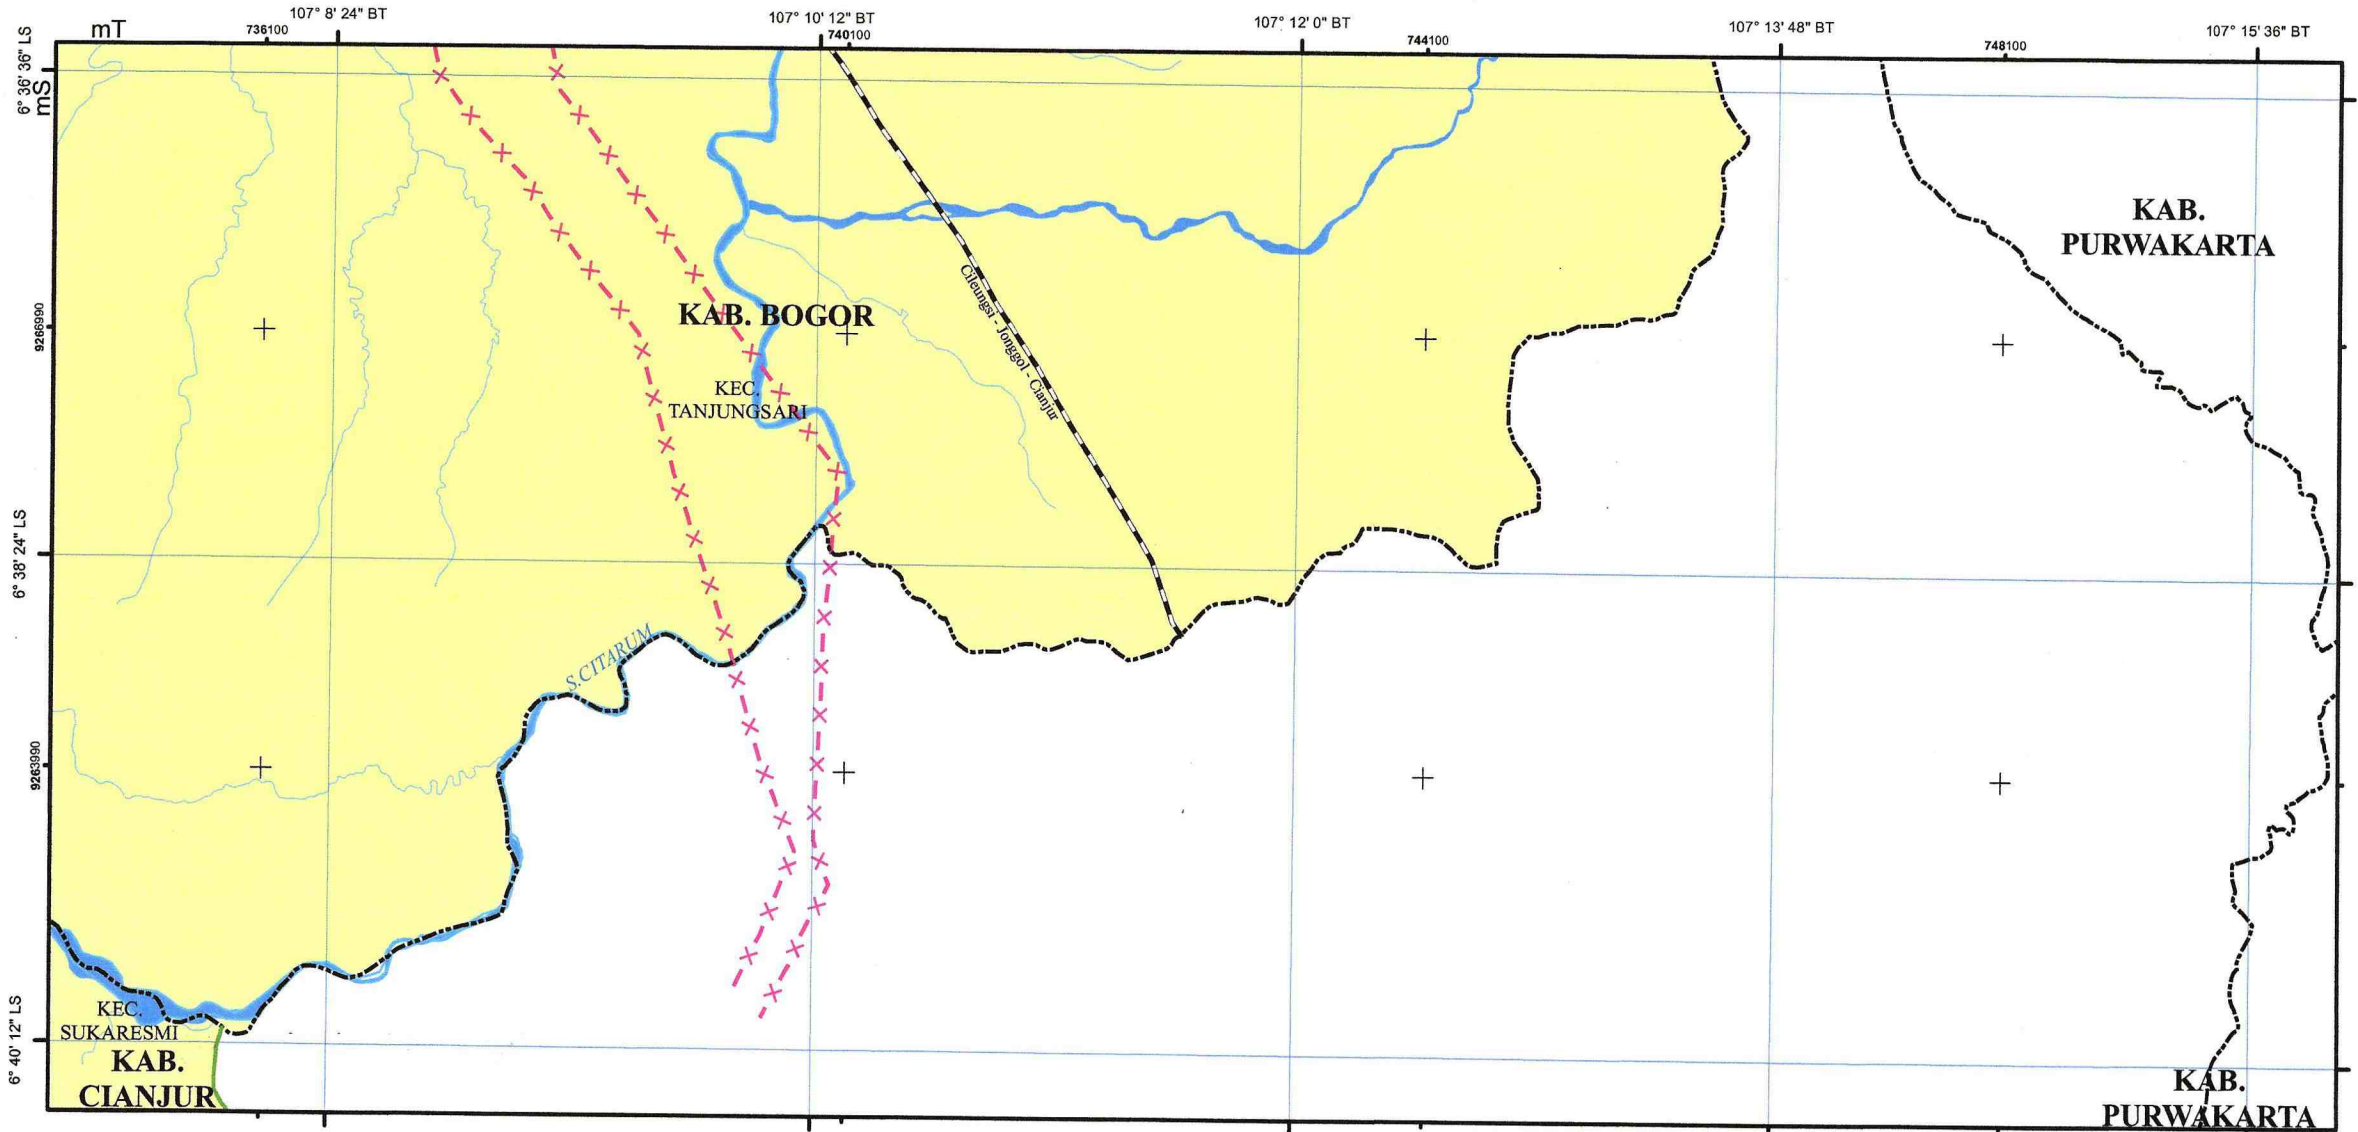 107° 8' 24" BT
107° 10' 12" BT
107° 12' 0" BT
107° 13' 48" BT
107° 15' 36" BT
mT
736100
740100
744100
748100
6° 36' 36" LS
mS
KAB.
PURWAKARTA
Cileungsi - Jonggol - Cianjur
KAB. BOGOR
9266990
KEC.
TANJUNGSARI
6° 38' 24" LS
S.CITARUM
9263990
KEC.
SUKARESMI
6° 40' 12" LS
KAB.
CIANJUR
KAB.
PURWAKARTA